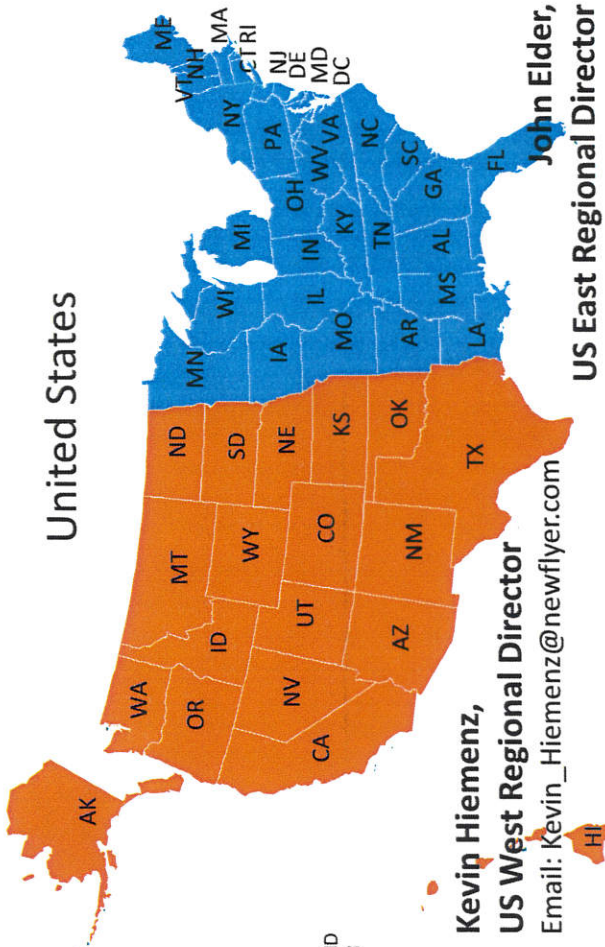 United States
AK
WA
OR
CA
NV
ID
MT
WY
UT
CO
AZ
NM
ND
SD
NE
KS
OK
TX
HI
MN
IA
MO
AR
LA
WI
IL
MI
IN
OH
KY
TN
MS
AL
GA
FL
SC
NC
VA
WV
PA
NY
VT
NH
ME
MA
CT
RI
NJ
DE
MD
DC
Kevin Hiemenz,
US West Regional Director
Email: Kevin_Hiemenz@newflyer.com
John Elder,
US East Regional Director